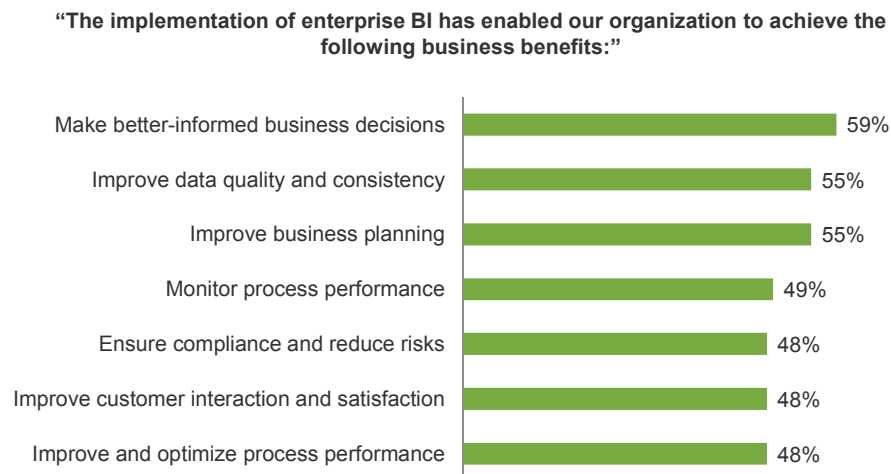 “The implementation of enterprise BI has enabled our organization to achieve the
following business benefits:”
Make better-informed business decisions 59%
Improve data quality and consistency 55%
Improve business planning 55%
Monitor process performance 49%
Ensure compliance and reduce risks 48%
Improve customer interaction and satisfaction 48%
Improve and optimize process performance 48%